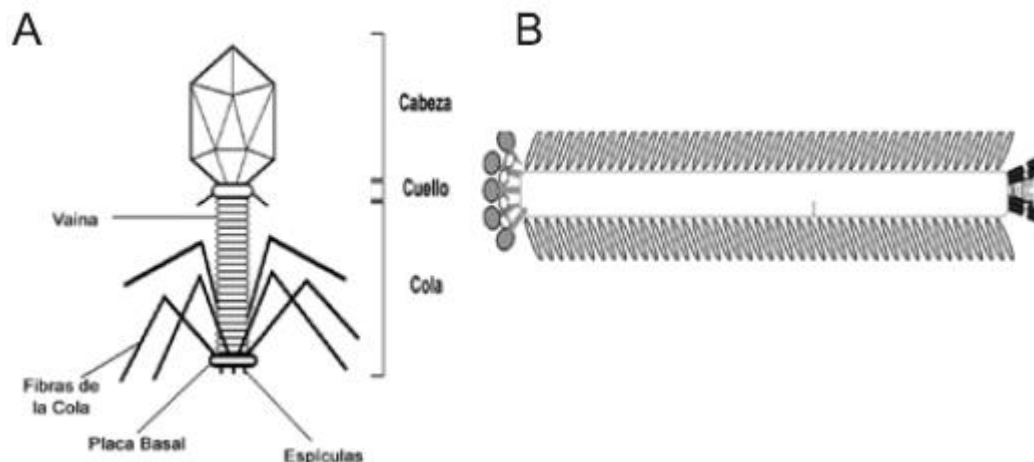 A
B
Cabeza
Cuello
Vaina
Cola
Fibras de
la Cola
Placa Basal
Espículas